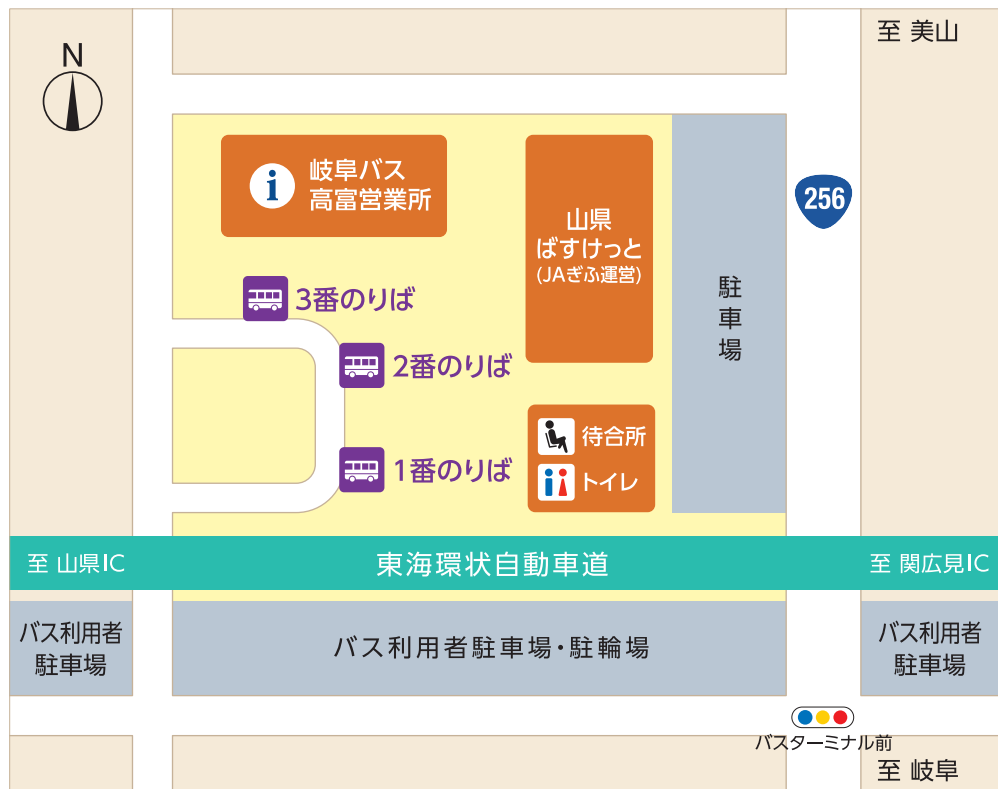 至 美山
N
岐阜バス
高富営業所
山県
ばすけっと
(JAぎふ運営)
256
駐車場
3番のりば
2番のりば
1番のりば
待合所
トイレ
至 山県IC
東海環状自動車道
至 関広見IC
バス利用者
駐車場
バス利用者駐車場・駐輪場
バス利用者
駐車場
バスターミナル前
至 岐阜